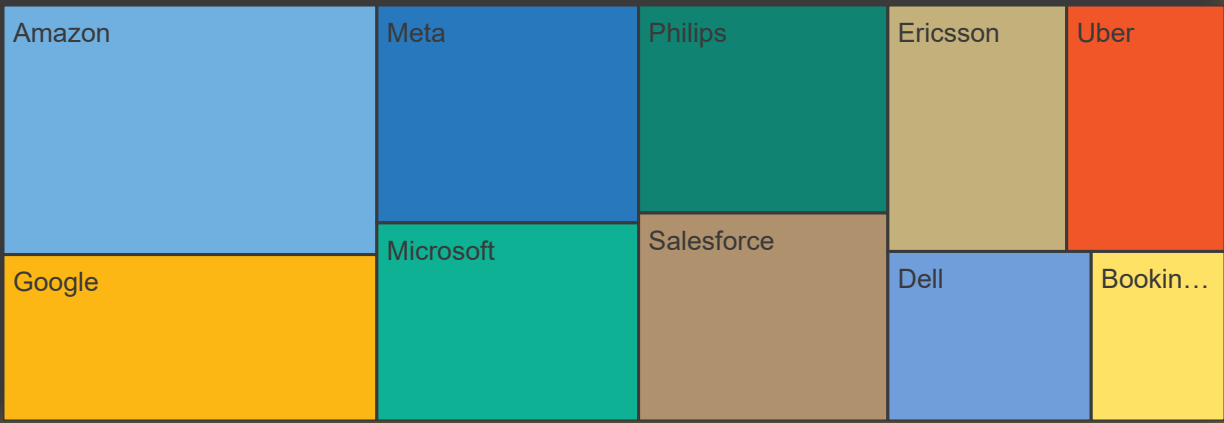 Amazon
Meta
Philips
Ericsson
Uber
Google
Microsoft
Salesforce
Dell
Bookin…